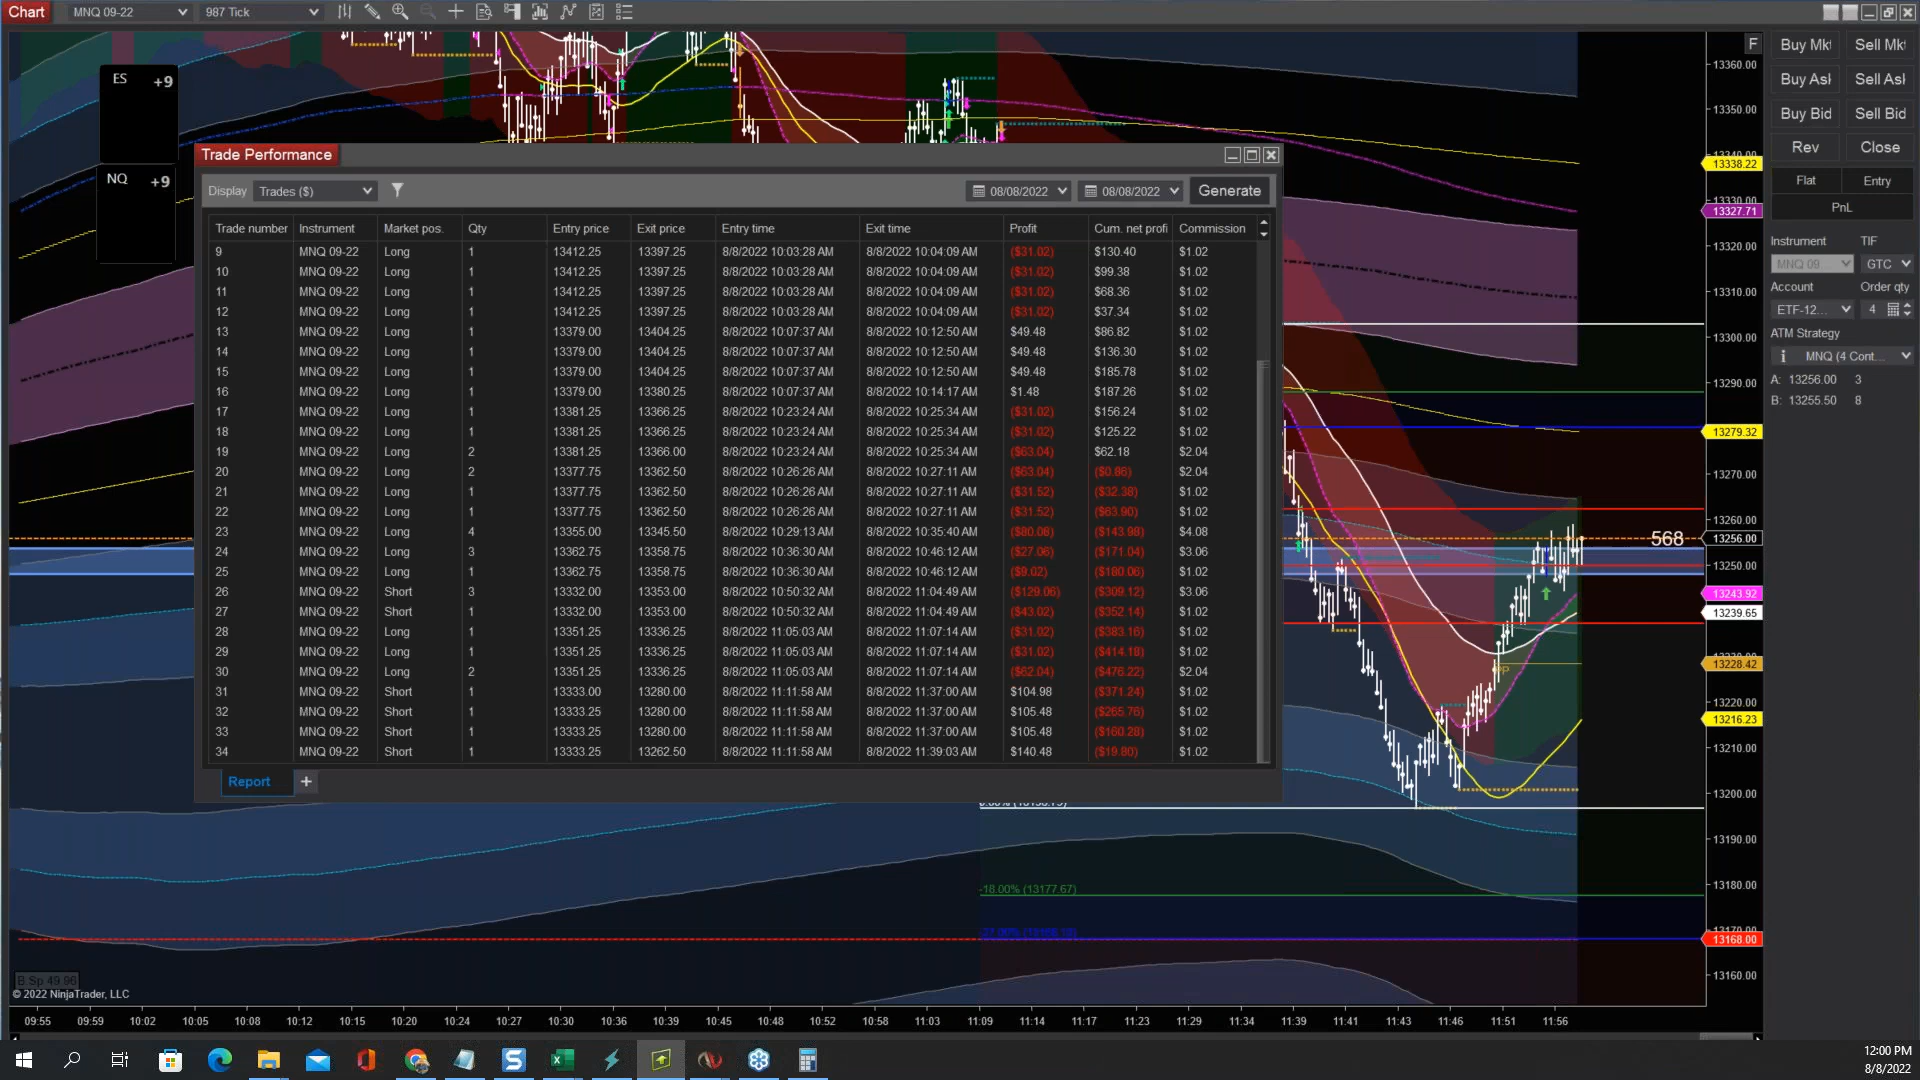 Chart MNQ 09-22 987 Tick
F
ES +9
NQ +9
Trade Performance
Display Trades ($) 08/08/2022 08/08/2022 Generate
Trade number Instrument Market pos. Qty Entry price Exit price Entry time Exit time Profit Cum. net profi Commission
9 MNQ 09-22 Long 1 13412.25 13397.25 8/8/2022 10:03:28 AM 8/8/2022 10:04:09 AM ($31.02) $130.40 $1.02
10 MNQ 09-22 Long 1 13412.25 13397.25 8/8/2022 10:03:28 AM 8/8/2022 10:04:09 AM ($31.02) $99.38 $1.02
11 MNQ 09-22 Long 1 13412.25 13397.25 8/8/2022 10:03:28 AM 8/8/2022 10:04:09 AM ($31.02) $68.36 $1.02
12 MNQ 09-22 Long 1 13412.25 13397.25 8/8/2022 10:03:28 AM 8/8/2022 10:04:09 AM ($31.02) $37.34 $1.02
13 MNQ 09-22 Long 1 13379.00 13404.25 8/8/2022 10:07:37 AM 8/8/2022 10:12:50 AM $49.48 $86.82 $1.02
14 MNQ 09-22 Long 1 13379.00 13404.25 8/8/2022 10:07:37 AM 8/8/2022 10:12:50 AM $49.48 $136.30 $1.02
15 MNQ 09-22 Long 1 13379.00 13404.25 8/8/2022 10:07:37 AM 8/8/2022 10:12:50 AM $49.48 $185.78 $1.02
16 MNQ 09-22 Long 1 13379.00 13380.25 8/8/2022 10:07:37 AM 8/8/2022 10:14:17 AM $1.48 $187.26 $1.02
17 MNQ 09-22 Long 1 13381.25 13366.25 8/8/2022 10:23:24 AM 8/8/2022 10:25:34 AM ($31.02) $156.24 $1.02
18 MNQ 09-22 Long 1 13381.25 13366.25 8/8/2022 10:23:24 AM 8/8/2022 10:25:34 AM ($31.02) $125.22 $1.02
19 MNQ 09-22 Long 2 13381.25 13366.00 8/8/2022 10:23:24 AM 8/8/2022 10:25:34 AM ($63.04) $62.18 $2.04
20 MNQ 09-22 Long 2 13377.75 13362.50 8/8/2022 10:26:26 AM 8/8/2022 10:27:11 AM ($63.04) ($0.86) $2.04
21 MNQ 09-22 Long 1 13377.75 13362.50 8/8/2022 10:26:26 AM 8/8/2022 10:27:11 AM ($31.52) ($32.38) $1.02
22 MNQ 09-22 Long 1 13377.75 13362.50 8/8/2022 10:26:26 AM 8/8/2022 10:27:11 AM ($31.52) ($63.90) $1.02
23 MNQ 09-22 Long 4 13355.00 13345.50 8/8/2022 10:29:13 AM 8/8/2022 10:35:40 AM ($80.08) ($143.98) $4.08
24 MNQ 09-22 Long 3 13362.75 13358.75 8/8/2022 10:36:30 AM 8/8/2022 10:46:12 AM ($27.06) ($171.04) $3.06
25 MNQ 09-22 Long 1 13362.75 13358.75 8/8/2022 10:36:30 AM 8/8/2022 10:46:12 AM ($9.02) ($180.06) $1.02
26 MNQ 09-22 Short 3 13332.00 13353.00 8/8/2022 10:50:32 AM 8/8/2022 11:04:49 AM ($129.06) ($309.12) $3.06
27 MNQ 09-22 Short 1 13332.00 13353.00 8/8/2022 10:50:32 AM 8/8/2022 11:04:49 AM ($43.02) ($352.14) $1.02
28 MNQ 09-22 Long 1 13351.25 13336.25 8/8/2022 11:05:03 AM 8/8/2022 11:07:14 AM ($31.02) ($383.16) $1.02
29 MNQ 09-22 Long 1 13351.25 13336.25 8/8/2022 11:05:03 AM 8/8/2022 11:07:14 AM ($31.02) ($414.18) $1.02
30 MNQ 09-22 Long 2 13351.25 13336.25 8/8/2022 11:05:03 AM 8/8/2022 11:07:14 AM ($62.04) ($476.22) $2.04
31 MNQ 09-22 Short 1 13333.00 13280.00 8/8/2022 11:11:58 AM 8/8/2022 11:37:00 AM $104.98 ($371.24) $1.02
32 MNQ 09-22 Short 1 13333.25 13280.00 8/8/2022 11:11:58 AM 8/8/2022 11:37:00 AM $105.48 ($265.76) $1.02
33 MNQ 09-22 Short 1 13333.25 13280.00 8/8/2022 11:11:58 AM 8/8/2022 11:37:00 AM $105.48 ($160.28) $1.02
34 MNQ 09-22 Short 1 13333.25 13262.50 8/8/2022 11:11:58 AM 8/8/2022 11:39:03 AM $140.48 ($19.80) $1.02
Report +
-18.00% (13177.67)
B Sp 49.96
© 2022 NinjaTrader, LLC
568
13360.00
13350.00
13338.22
13327.71
13320.00
13310.00
13300.00
13290.00
13279.32
13270.00
13260.00
13256.00
13250.00
13243.92
13239.65
13228.42
13220.00
13216.23
13210.00
13200.00
13190.00
13180.00
13168.00
13160.00
09:55 09:59 10:02 10:05 10:08 10:12 10:15 10:20 10:24 10:27 10:30 10:36 10:39 10:45 10:48 10:52 10:58 11:03 11:09 11:14 11:17 11:23 11:29 11:34 11:39 11:41 11:43 11:46 11:51 11:56
Buy Mkt Sell Mkt
Buy Ask Sell Ask
Buy Bid Sell Bid
Rev Close
Flat Entry
PnL
Instrument TIF
MNQ 09 GTC
Account Order qty
ETF-12... 4
ATM Strategy
MNQ (4 Cont...
A: 13256.00 3
B: 13255.50 8
12:00 PM
8/8/2022